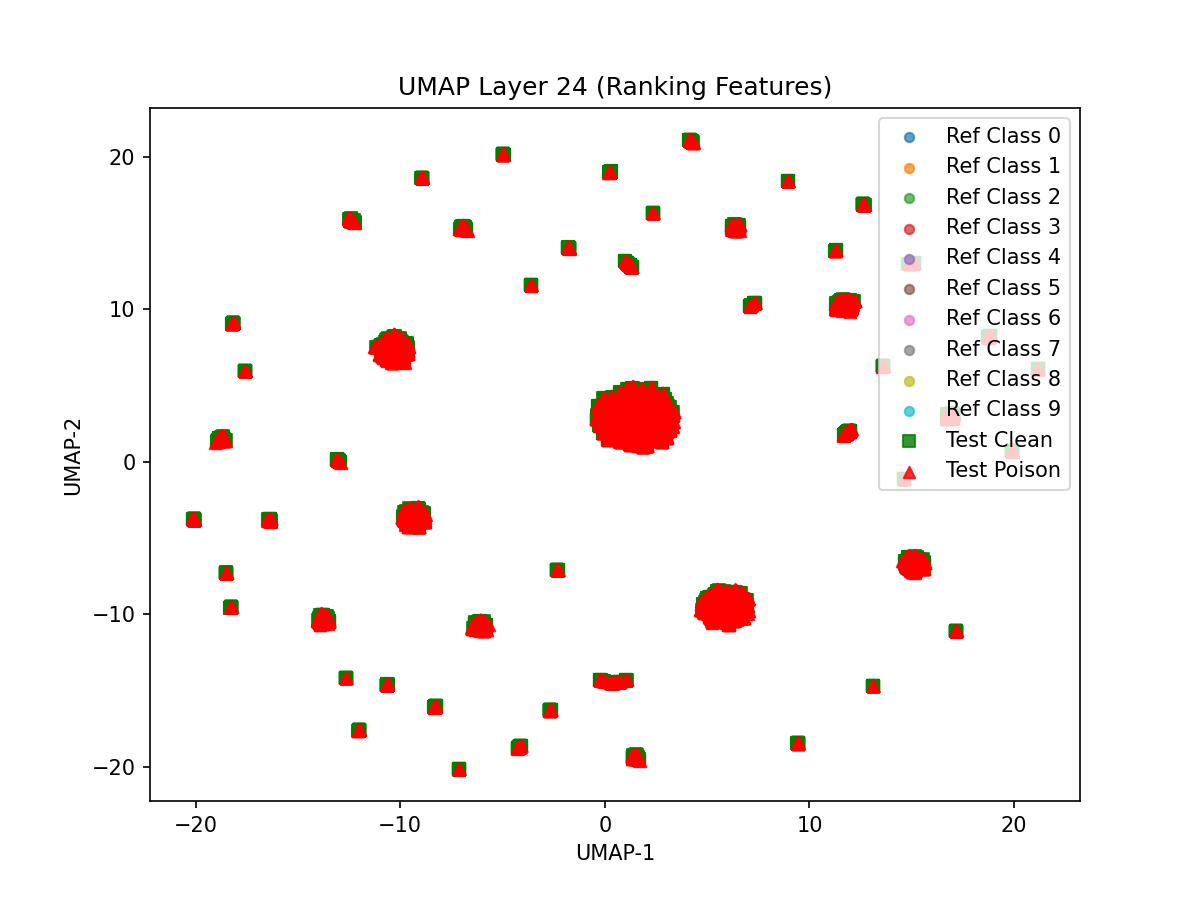 UMAP Layer 24 (Ranking Features)
Ref Class 0
Ref Class 1
Ref Class 2
Ref Class 3
Ref Class 4
Ref Class 5
Ref Class 6
Ref Class 7
Ref Class 8
Ref Class 9
Test Clean
Test Poison
20
10
0
−10
−20
UMAP-2
−20 −10 0 10 20
UMAP-1